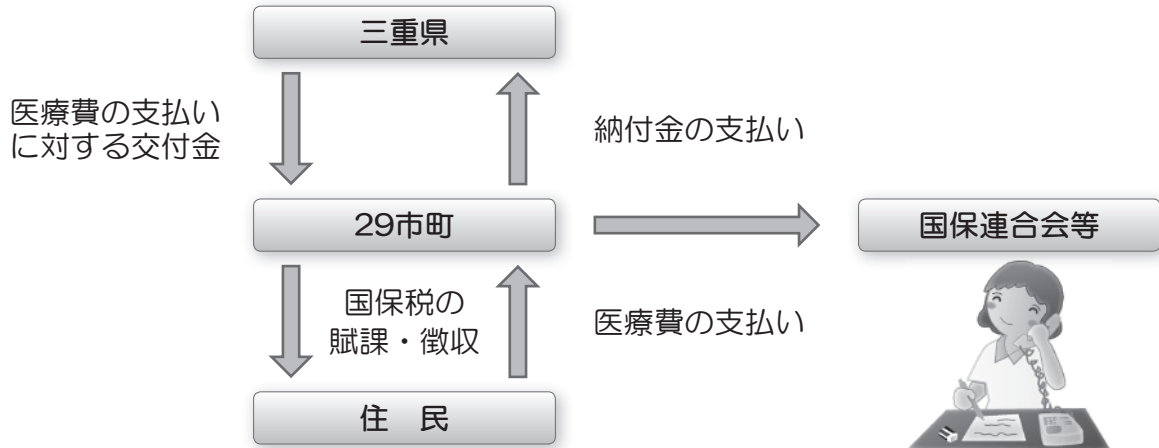 三重県
医療費の支払い
に対する交付金
納付金の支払い
29市町
国保連合会等
国保税の
賦課・徴収
医療費の支払い
住　民